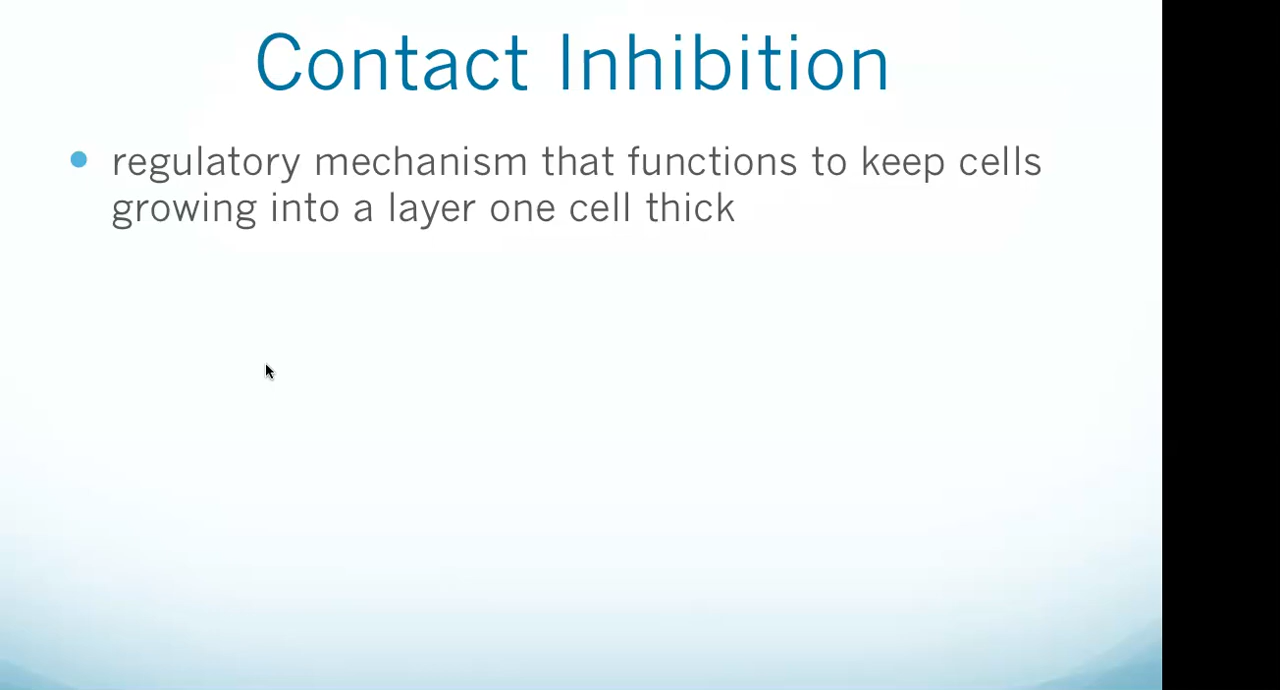 Contact Inhibition
regulatory mechanism that functions to keep cells
growing into a layer one cell thick